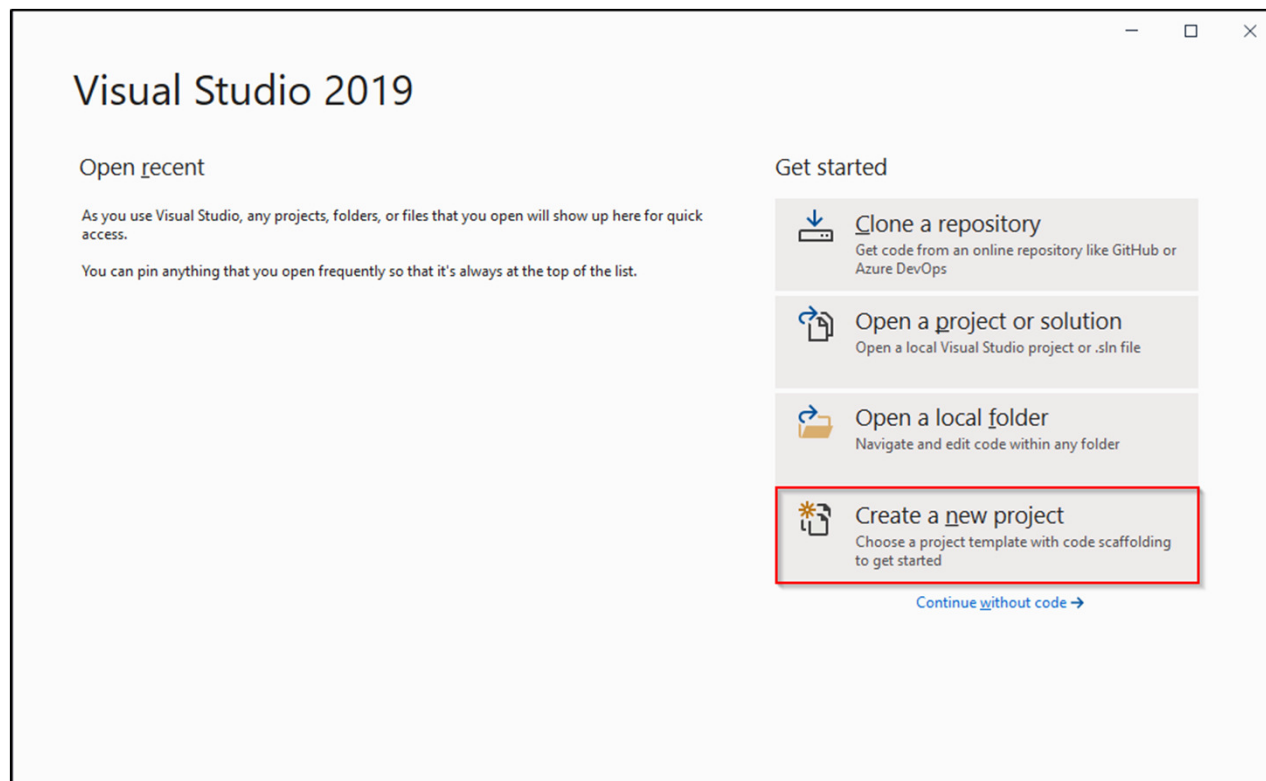 Visual Studio 2019
Open recent
As you use Visual Studio, any projects, folders, or files that you open will show up here for quick
access.
You can pin anything that you open frequently so that it's always at the top of the list.
Get started
Clone a repository
Get code from an online repository like GitHub or
Azure DevOps
Open a project or solution
Open a local Visual Studio project or .sln file
Open a local folder
Navigate and edit code within any folder
Create a new project
Choose a project template with code scaffolding
to get started
Continue without code →